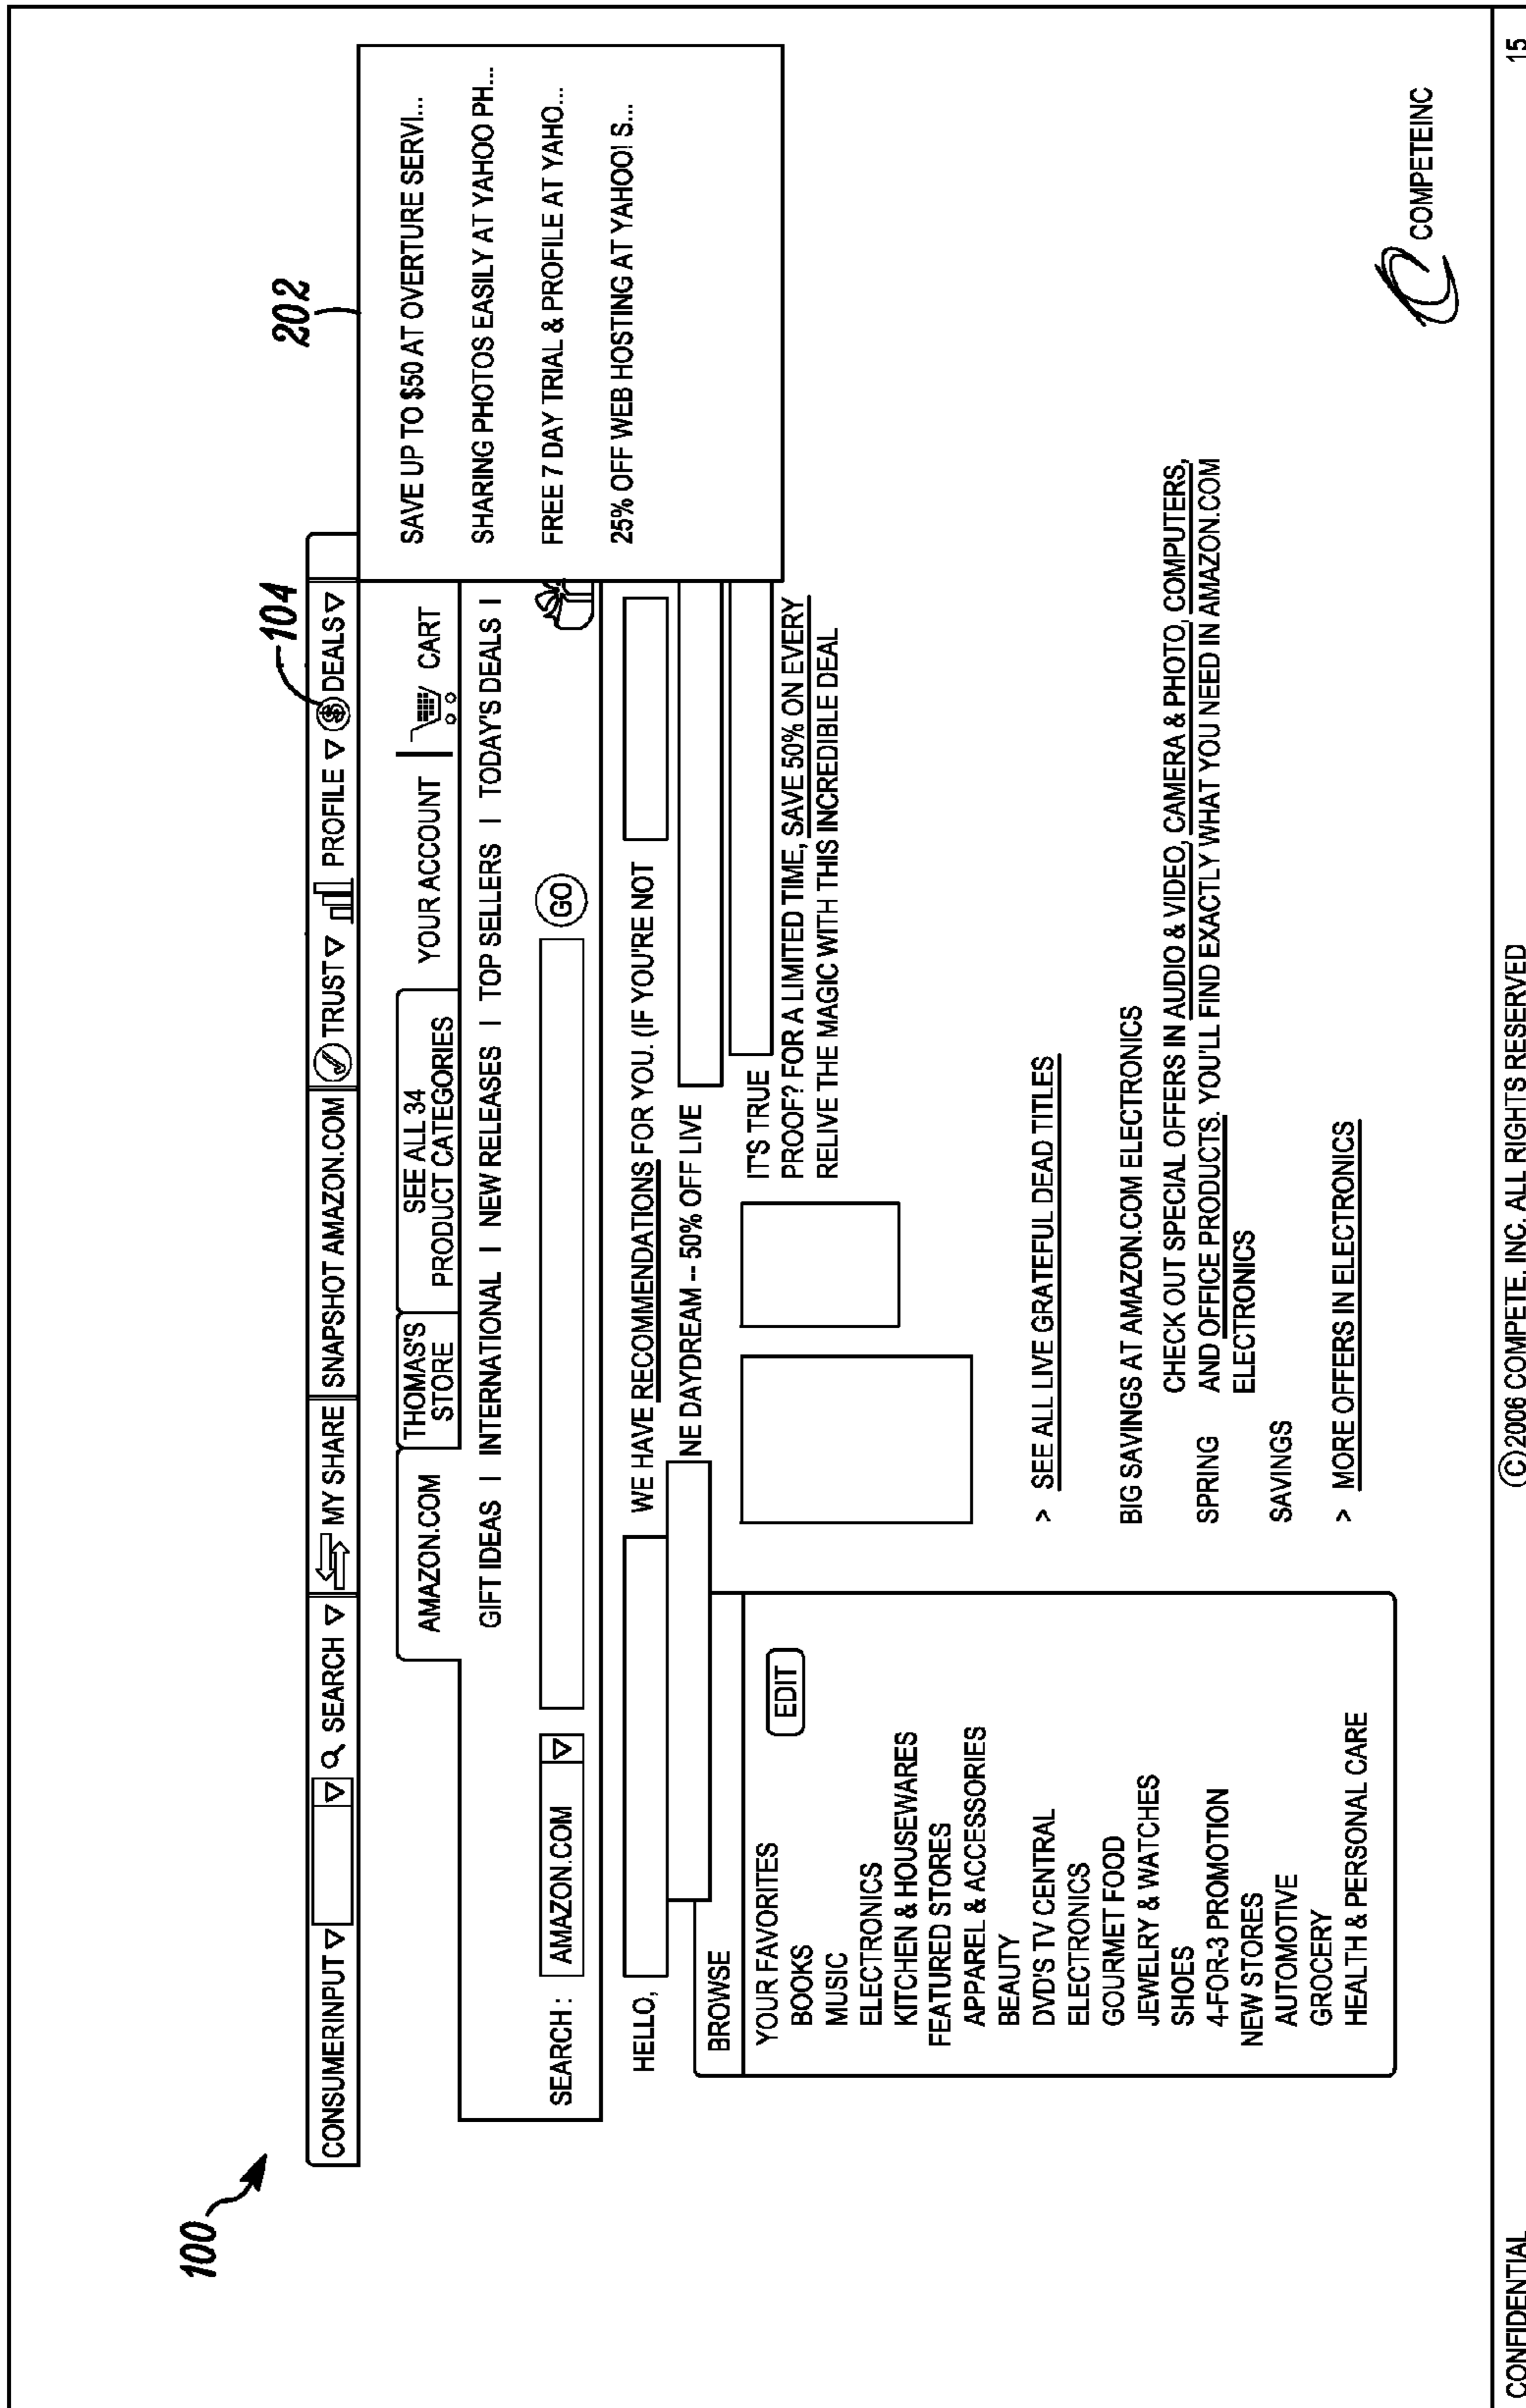 100
202
104
CONSUMERINPUT SEARCH MY SHARE SNAPSHOT AMAZON.COM TRUST PROFILE $ DEALS
SAVE UP TO $50 AT OVERTURE SERVI...
SHARING PHOTOS EASILY AT YAHOO PH...
FREE 7 DAY TRIAL & PROFILE AT YAHO...
25% OFF WEB HOSTING AT YAHOO! S...
AMAZON.COM
THOMAS'S
STORE
SEE ALL 34
PRODUCT CATEGORIES
YOUR ACCOUNT | CART
GIFT IDEAS | INTERNATIONAL | NEW RELEASES | TOP SELLERS | TODAY'S DEALS |
SEARCH: AMAZON.COM GO
HELLO, WE HAVE RECOMMENDATIONS FOR YOU. (IF YOU'RE NOT
NE DAYDREAM -- 50% OFF LIVE
BROWSE
YOUR FAVORITES EDIT
BOOKS
MUSIC
ELECTRONICS
KITCHEN & HOUSEWARES
FEATURED STORES
APPAREL & ACCESSORIES
BEAUTY
DVD'S TV CENTRAL
ELECTRONICS
GOURMET FOOD
JEWELRY & WATCHES
SHOES
4-FOR-3 PROMOTION
NEW STORES
AUTOMOTIVE
GROCERY
HEALTH & PERSONAL CARE
IT'S TRUE
PROOF? FOR A LIMITED TIME, SAVE 50% ON EVERY
RELIVE THE MAGIC WITH THIS INCREDIBLE DEAL
> SEE ALL LIVE GRATEFUL DEAD TITLES
BIG SAVINGS AT AMAZON.COM ELECTRONICS
CHECK OUT SPECIAL OFFERS IN AUDIO & VIDEO, CAMERA & PHOTO, COMPUTERS,
SPRING AND OFFICE PRODUCTS. YOU'LL FIND EXACTLY WHAT YOU NEED IN AMAZON.COM
ELECTRONICS
SAVINGS
> MORE OFFERS IN ELECTRONICS
COMPETEINC
CONFIDENTIAL
(C)2006 COMPETE, INC. ALL RIGHTS RESERVED
15